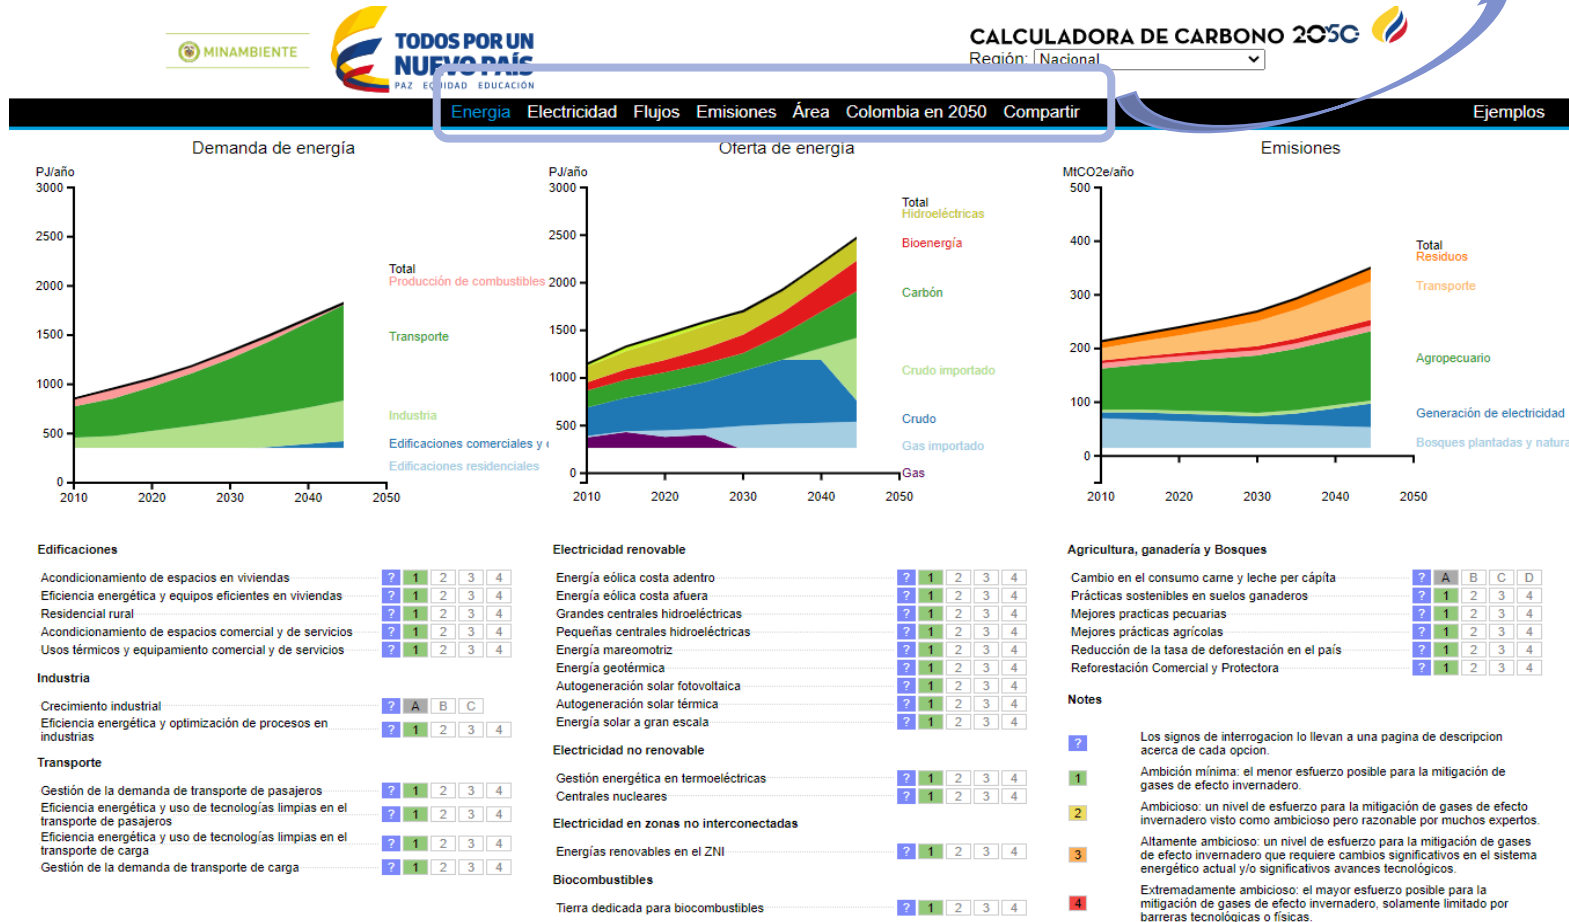 MINAMBIENTE
TODOS POR UN
NUEVO PAÍS
PAZ EQUIDAD EDUCACIÓN
CALCULADORA DE CARBONO 2050
Región: Nacional
Energia Electricidad Flujos Emisiones Área Colombia en 2050 Compartir
Ejemplos
Demanda de energía
PJ/año
3000
2500
2000
1500
1000
500
0
2010 2020 2030 2040 2050
Total
Producción de combustibles
Transporte
Industria
Edificaciones comerciales y
Edificaciones residenciales
Oferta de energía
PJ/año
3000
2500
2000
1500
1000
500
0
2010 2020 2030 2040 2050
Total
Hidroeléctricas
Bioenergía
Carbón
Crudo importado
Crudo
Gas importado
Gas
Emisiones
MtCO2e/año
500
400
300
200
100
0
2010 2020 2030 2040 2050
Total
Residuos
Transporte
Agropecuario
Generación de electricidad
Bosques plantadas y natura
Edificaciones
Acondicionamiento de espacios en viviendas ? 1 2 3 4
Eficiencia energética y equipos eficientes en viviendas ? 1 2 3 4
Residencial rural ? 1 2 3 4
Acondicionamiento de espacios comercial y de servicios ? 1 2 3 4
Usos térmicos y equipamiento comercial y de servicios ? 1 2 3 4
Industria
Crecimiento industrial ? A B C
Eficiencia energética y optimización de procesos en
industrias ? 1 2 3 4
Transporte
Gestión de la demanda de transporte de pasajeros ? 1 2 3 4
Eficiencia energética y uso de tecnologías limpias en el
transporte de pasajeros ? 1 2 3 4
Eficiencia energética y uso de tecnologías limpias en el
transporte de carga ? 1 2 3 4
Gestión de la demanda de transporte de carga ? 1 2 3 4
Electricidad renovable
Energía eólica costa adentro ? 1 2 3 4
Energía eólica costa afuera ? 1 2 3 4
Grandes centrales hidroeléctricas ? 1 2 3 4
Pequeñas centrales hidroeléctricas ? 1 2 3 4
Energía mareomotriz ? 1 2 3 4
Energía geotérmica ? 1 2 3 4
Autogeneración solar fotovoltaica ? 1 2 3 4
Autogeneración solar térmica ? 1 2 3 4
Energía solar a gran escala ? 1 2 3 4
Electricidad no renovable
Gestión energética en termoeléctricas ? 1 2 3 4
Centrales nucleares ? 1 2 3 4
Electricidad en zonas no interconectadas
Energías renovables en el ZNI ? 1 2 3 4
Biocombustibles
Tierra dedicada para biocombustibles ? 1 2 3 4
Agricultura, ganadería y Bosques
Cambio en el consumo carne y leche per cápíta ? A B C D
Prácticas sostenibles en suelos ganaderos ? 1 2 3 4
Mejores practicas pecuarias ? 1 2 3 4
Mejores prácticas agrícolas ? 1 2 3 4
Reducción de la tasa de deforestación en el país ? 1 2 3 4
Reforestación Comercial y Protectora ? 1 2 3 4
Notes
? Los signos de interrogacion lo llevan a una pagina de descripcion
acerca de cada opcion.
1 Ambición mínima: el menor esfuerzo posible para la mitigación de
gases de efecto invernadero.
2 Ambicioso: un nivel de esfuerzo para la mitigación de gases de efecto
invernadero visto como ambicioso pero razonable por muchos expertos.
3 Altamente ambicioso: un nivel de esfuerzo para la mitigación de gases
de efecto invernadero que requiere cambios significativos en el sistema
energético actual y/o significativos avances tecnológicos.
4 Extremadamente ambicioso: el mayor esfuerzo posible para la
mitigación de gases de efecto invernadero, solamente limitado por
barreras tecnológicas o físicas.